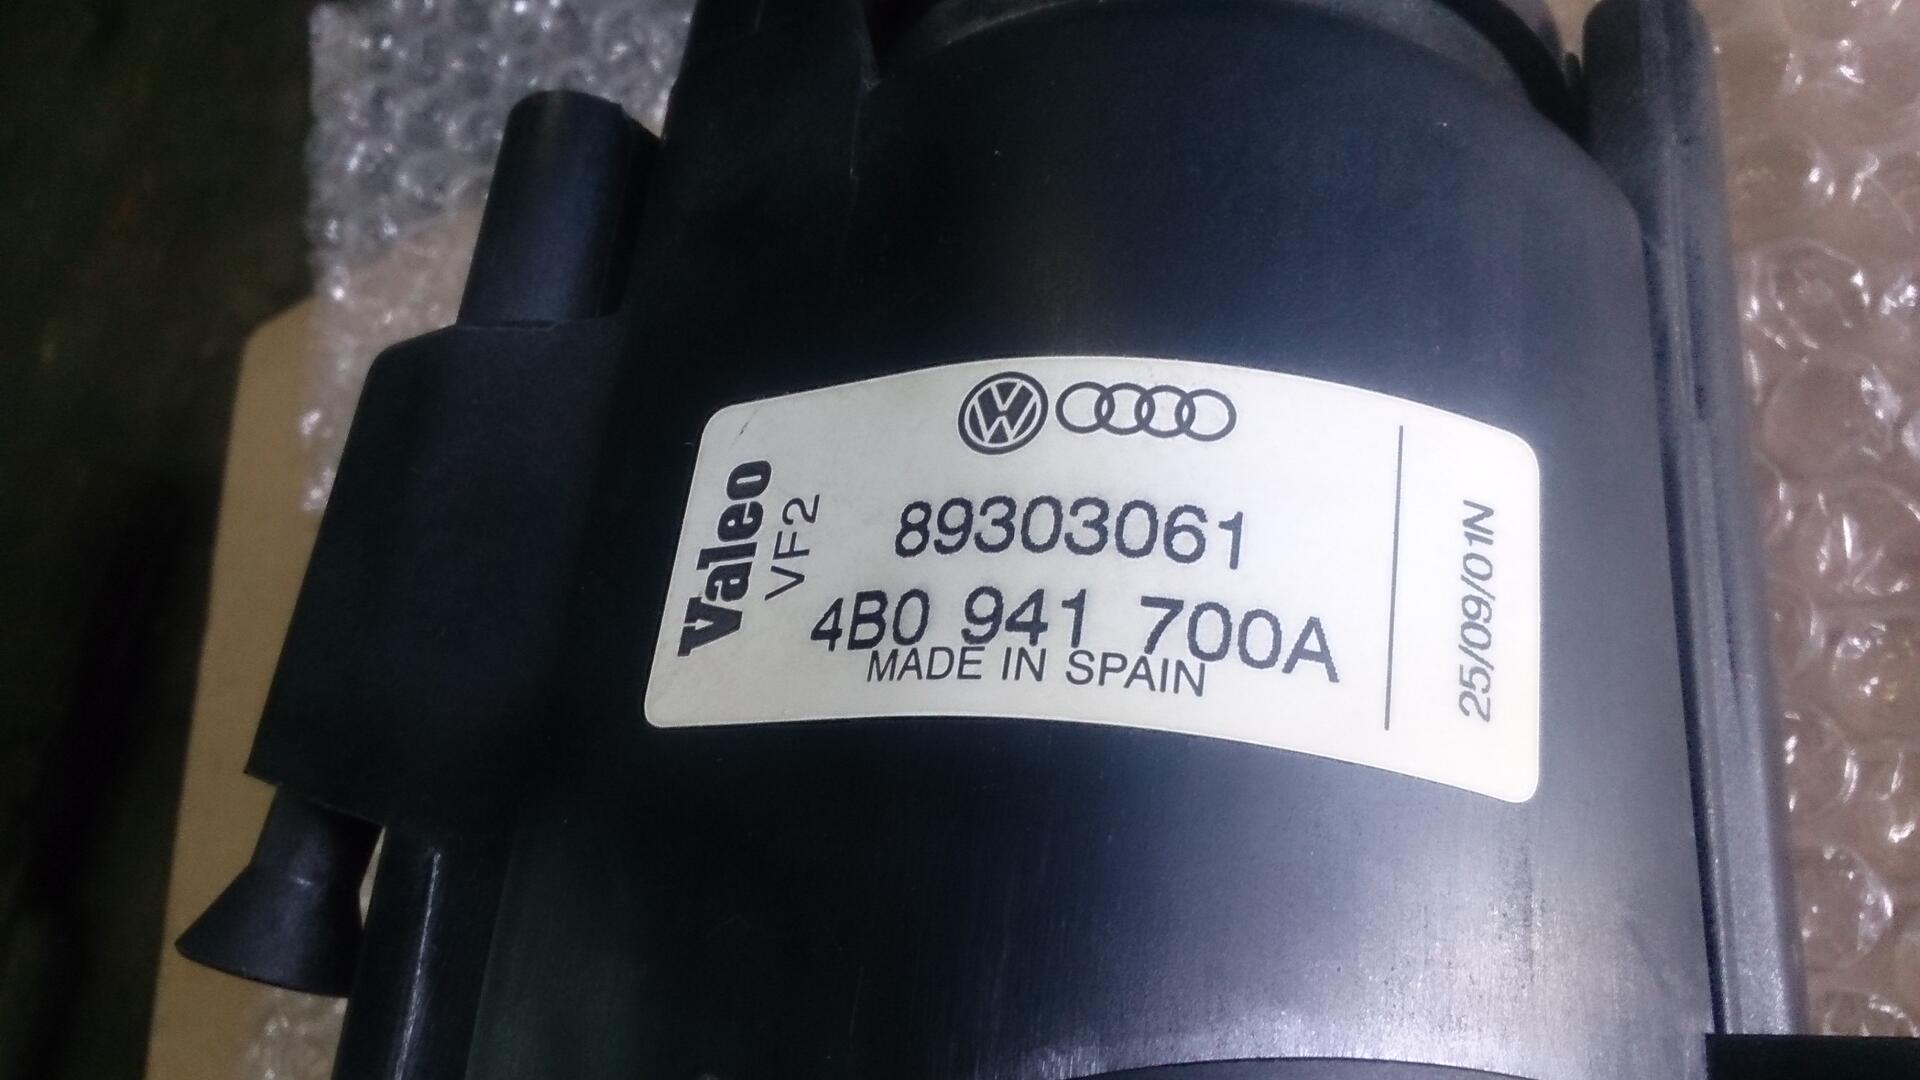 Valeo
VF2
89303061
4B0 941 700A
MADE IN SPAIN
25/09/01N